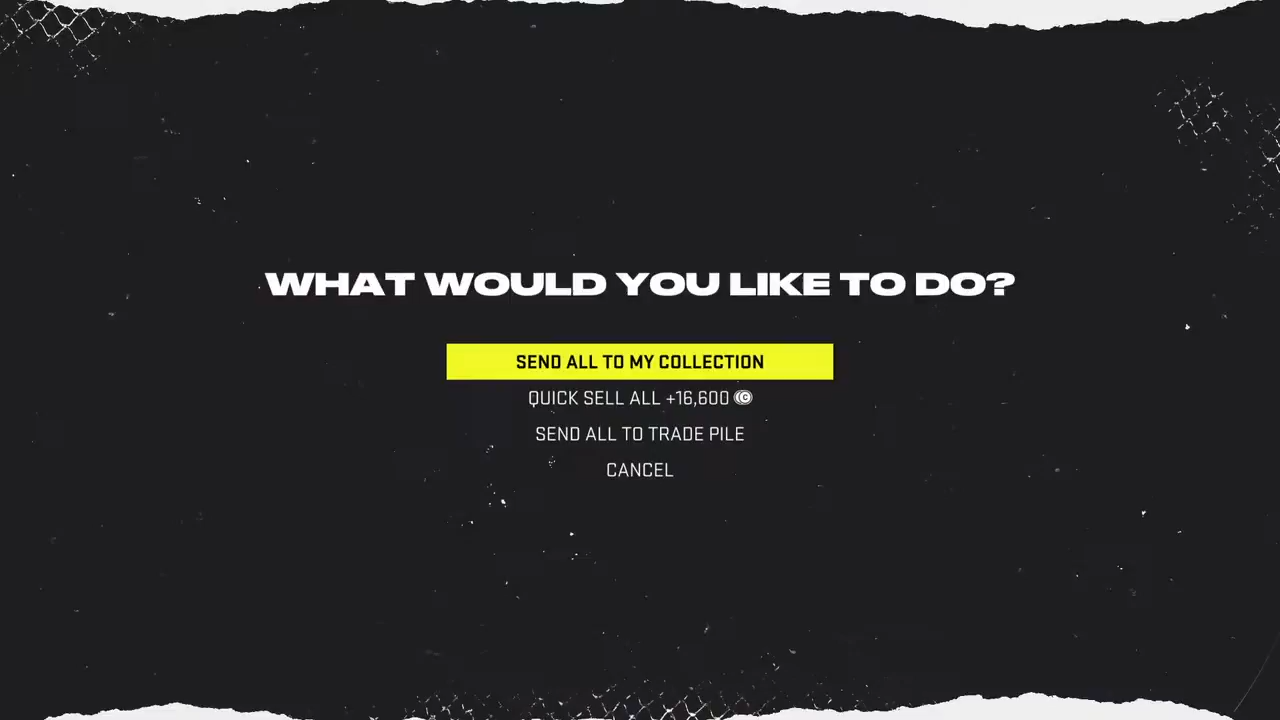 WHAT WOULD YOU LIKE TO DO?
SEND ALL TO MY COLLECTION
QUICK SELL ALL +16,600
SEND ALL TO TRADE PILE
CANCEL